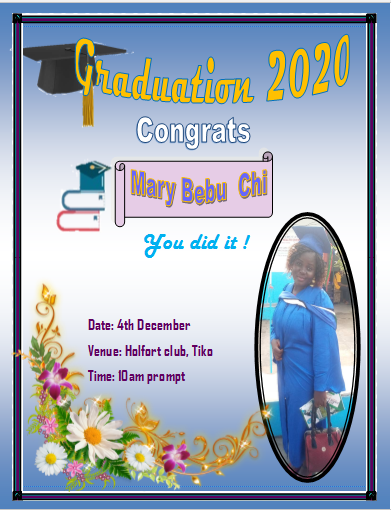 Graduation 2020
Congrats
Mary Bebu Chi
You did it !
Date: 4th December
Venue: Holfort club, Tiko
Time: 10am prompt